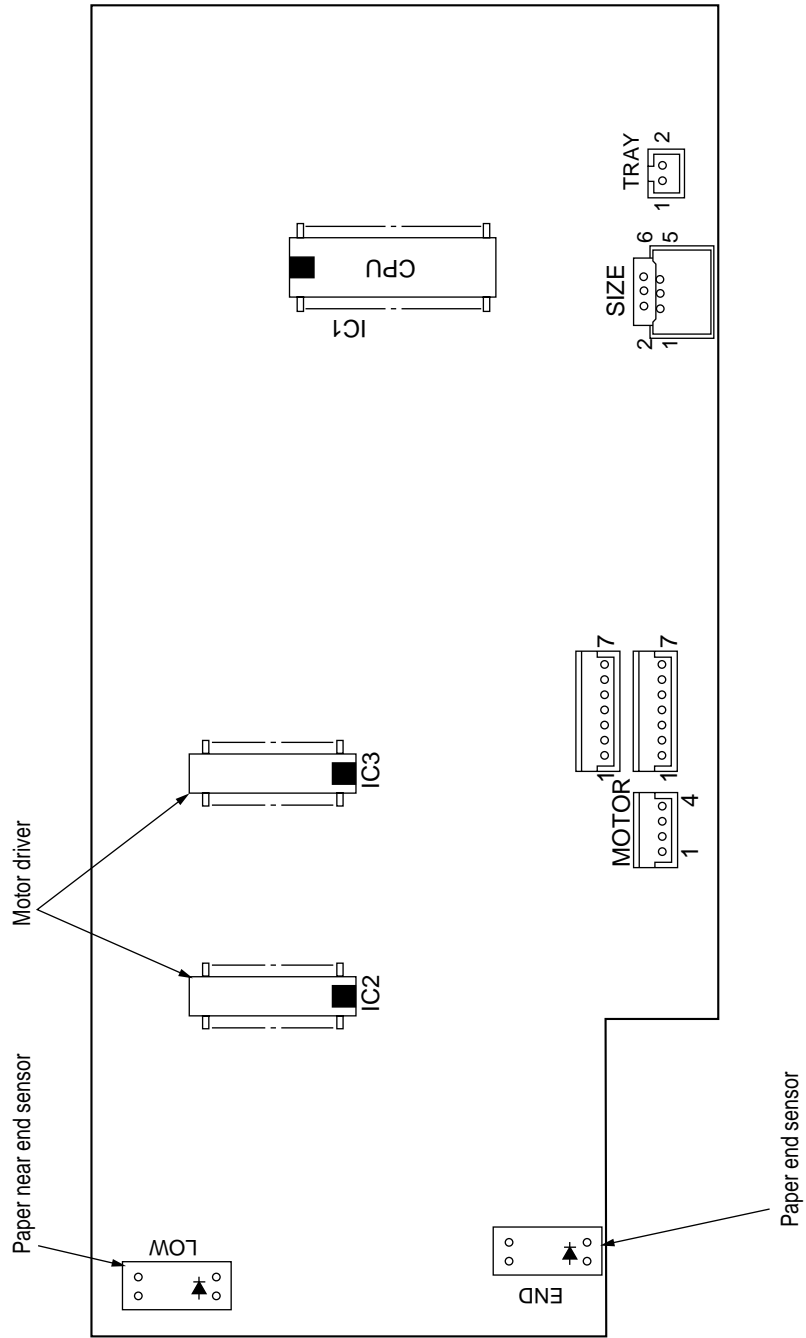 Paper near end sensor
Motor driver
Paper end sensor
LOW
END
IC2
IC3
IC1
CPU
MOTOR
1
4
1
7
1
7
SIZE
2
6
1
5
TRAY
1
2